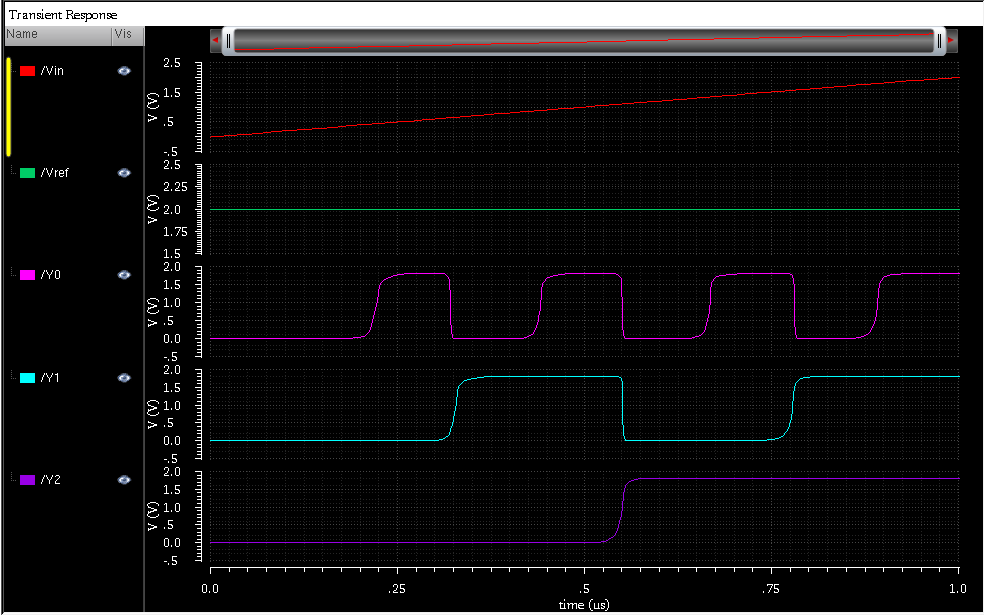 Transient Response
Name Vis
/Vin
V (V)
2.5
1.5
.5
-.5
/Vref
V (V)
2.5
2.25
2.0
1.75
1.5
/Y0
V (V)
2.0
1.5
1.0
.5
0.0
-.5
/Y1
V (V)
2.0
1.5
1.0
.5
0.0
-.5
/Y2
V (V)
2.0
1.5
1.0
.5
0.0
-.5
0.0 .25 .5 .75 1.0
time (us)